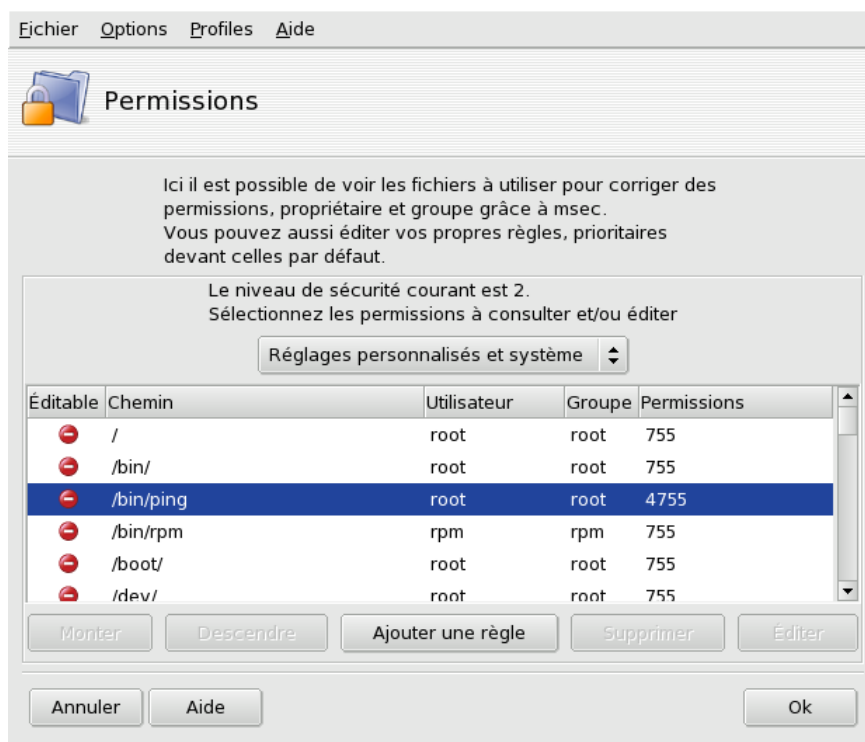 Fichier Options Profiles Aide
Permissions
Ici il est possible de voir les fichiers à utiliser pour corriger des
permissions, propriétaire et groupe grâce à msec.
Vous pouvez aussi éditer vos propres règles, prioritaires
devant celles par défaut.
Le niveau de sécurité courant est 2.
Sélectionnez les permissions à consulter et/ou éditer
Réglages personnalisés et système
Éditable Chemin Utilisateur Groupe Permissions
/ root root 755
/bin/ root root 755
/bin/ping root root 4755
/bin/rpm rpm rpm 755
/boot/ root root 755
/dev/ root root 755
Monter Descendre Ajouter une règle Supprimer Éditer
Annuler Aide Ok